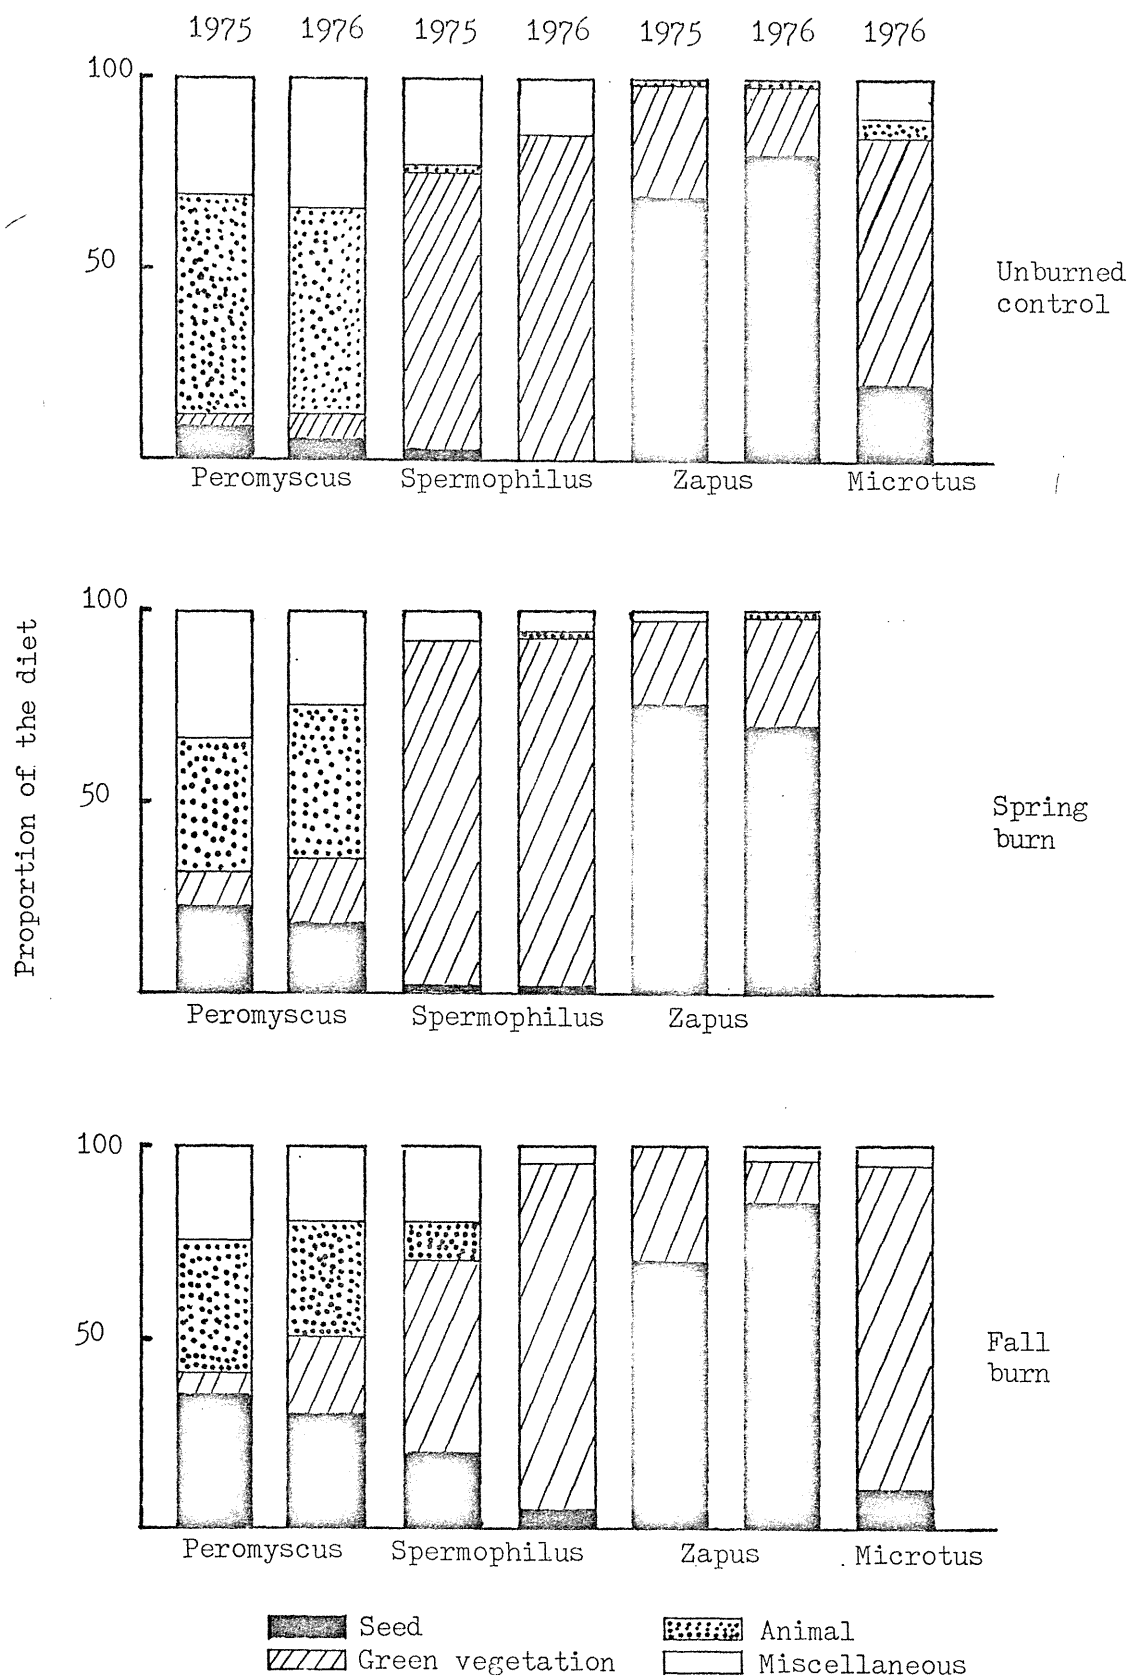 1975 1976 1975 1976 1975 1976 1976
100
50
Unburned
control
Peromyscus Spermophilus Zapus Microtus
Proportion of the diet
100
50
Spring
burn
Peromyscus Spermophilus Zapus
100
50
Fall
burn
Peromyscus Spermophilus Zapus Microtus
Seed Animal
Green vegetation Miscellaneous